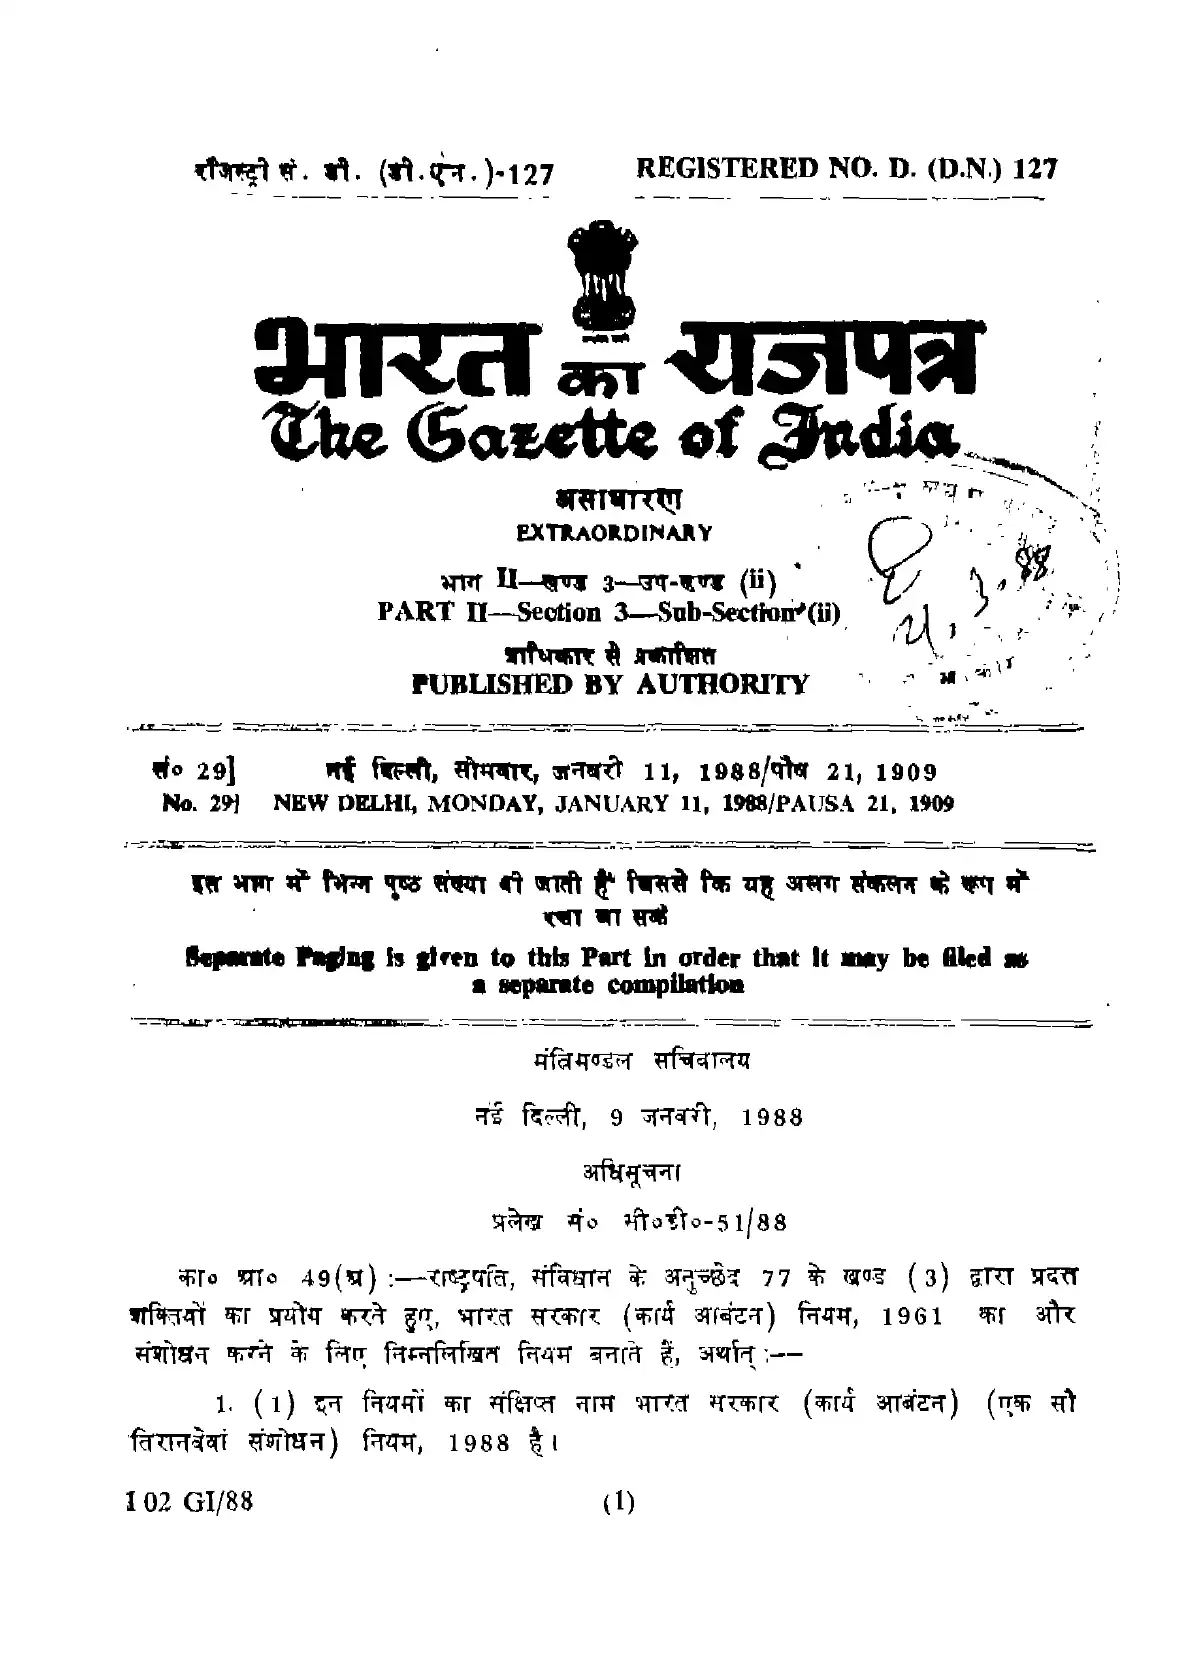 रजिस्ट्री सं. डी. (डी.एन.)-127
REGISTERED NO. D. (D.N.) 127
भारत का राजपत्र
The Gazette of India
असाधारण
EXTRAORDINARY
भाग II—खण्ड 3—उप-खण्ड (ii)
PART II—Section 3—Sub-Section (ii)
प्राधिकार से प्रकाशित
PUBLISHED BY AUTHORITY
सं० 29] नई दिल्ली, सोमवार, जनवरी 11, 1988/पौष 21, 1909
No. 29] NEW DELHI, MONDAY, JANUARY 11, 1988/PAUSA 21, 1909
इस भाग में भिन्न पृष्ठ संख्या दी जाती है जिससे कि यह अलग संकलन के रूप में
रखा जा सके
Separate Paging is given to this Part in order that it may be filed as
a separate compilation
मंत्रिमण्डल सचिवालय
नई दिल्ली, 9 जनवरी, 1988
अधिसूचना
प्रलेख सं० सी०डी०-51/88
का० आ० 49(अ) :—राष्ट्रपति, संविधान के अनुच्छेद 77 के खण्ड (3) द्वारा प्रदत्त
शक्तियों का प्रयोग करते हुए, भारत सरकार (कार्य आबंटन) नियम, 1961 का और
संशोधन करने के लिए निम्नलिखित नियम बनाते हैं, अर्थात् :—
1. (1) इन नियमों का संक्षिप्त नाम भारत सरकार (कार्य आबंटन) (एक सौ
तिरानवेवां संशोधन) नियम, 1988 है।
102 GI/88 (1)